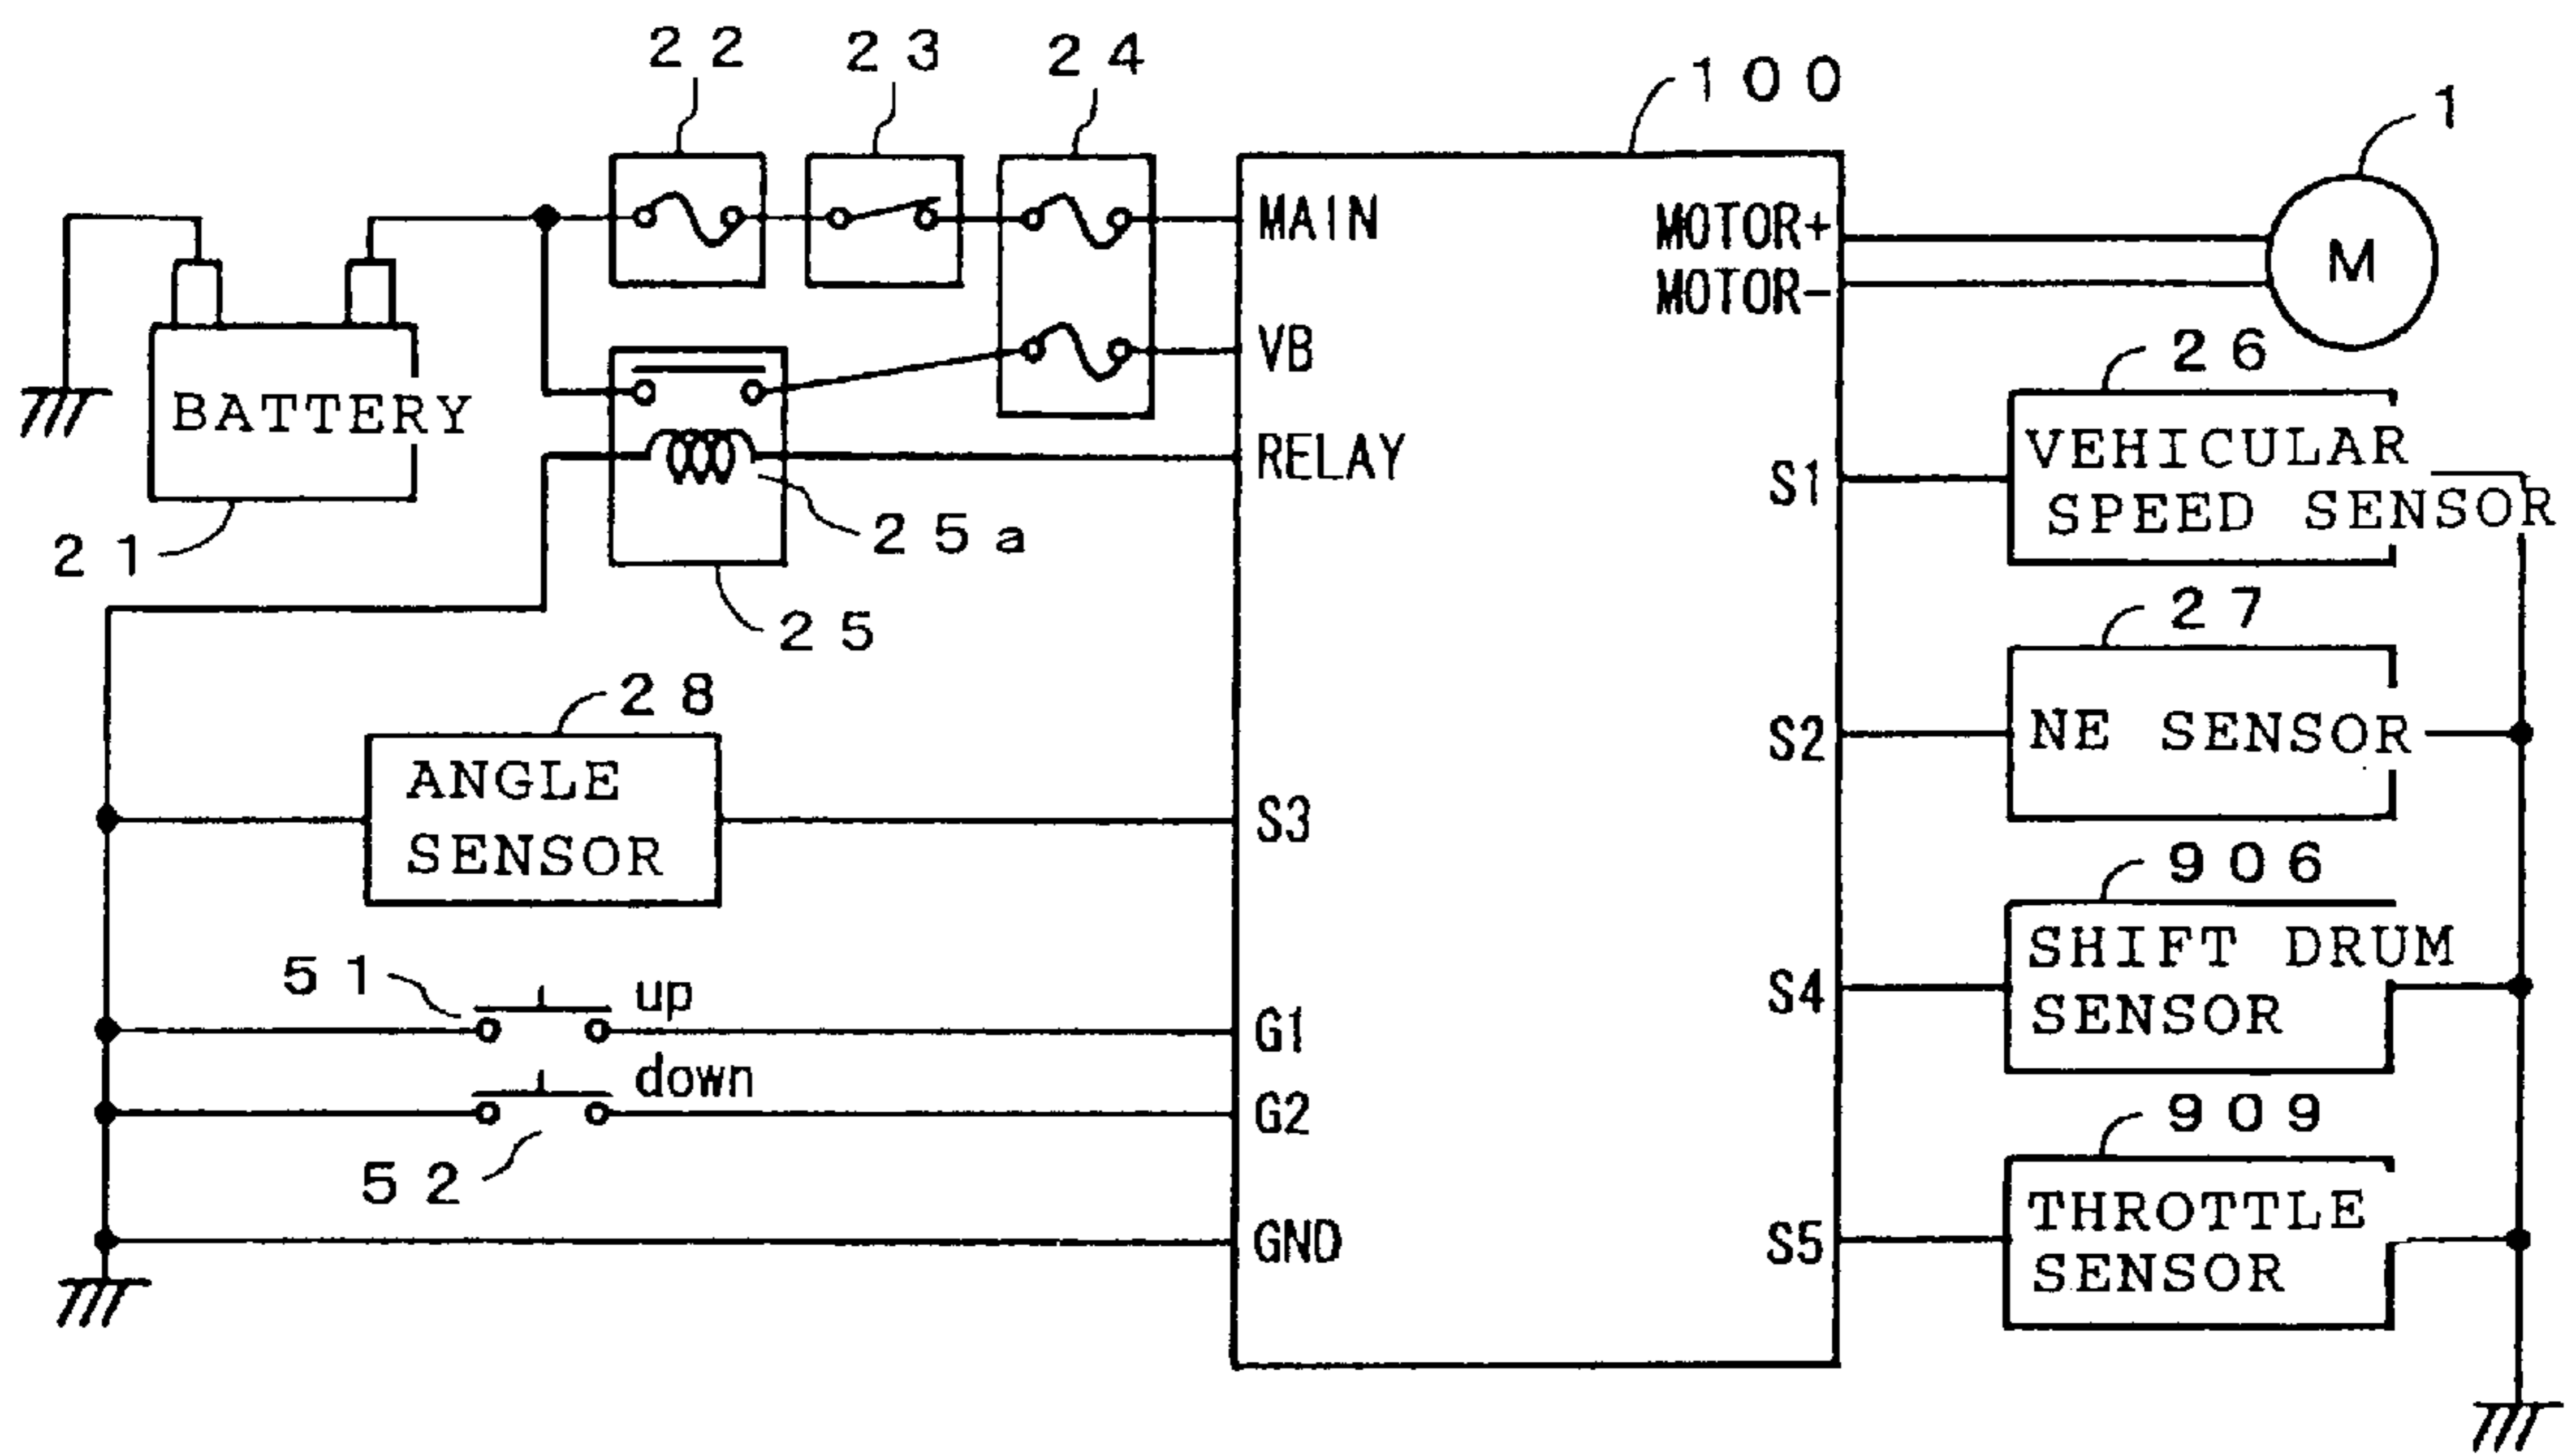 22
23
24
100
1
MAIN
MOTOR+
M
MOTOR-
VB
26
BATTERY
RELAY
VEHICULAR
S1
SPEED SENSOR
25a
21
27
25
28
NE SENSOR
S2
ANGLE
S3
SENSOR
906
SHIFT DRUM
51
up
S4
SENSOR
G1
down
G2
909
52
THROTTLE
GND
S5
SENSOR